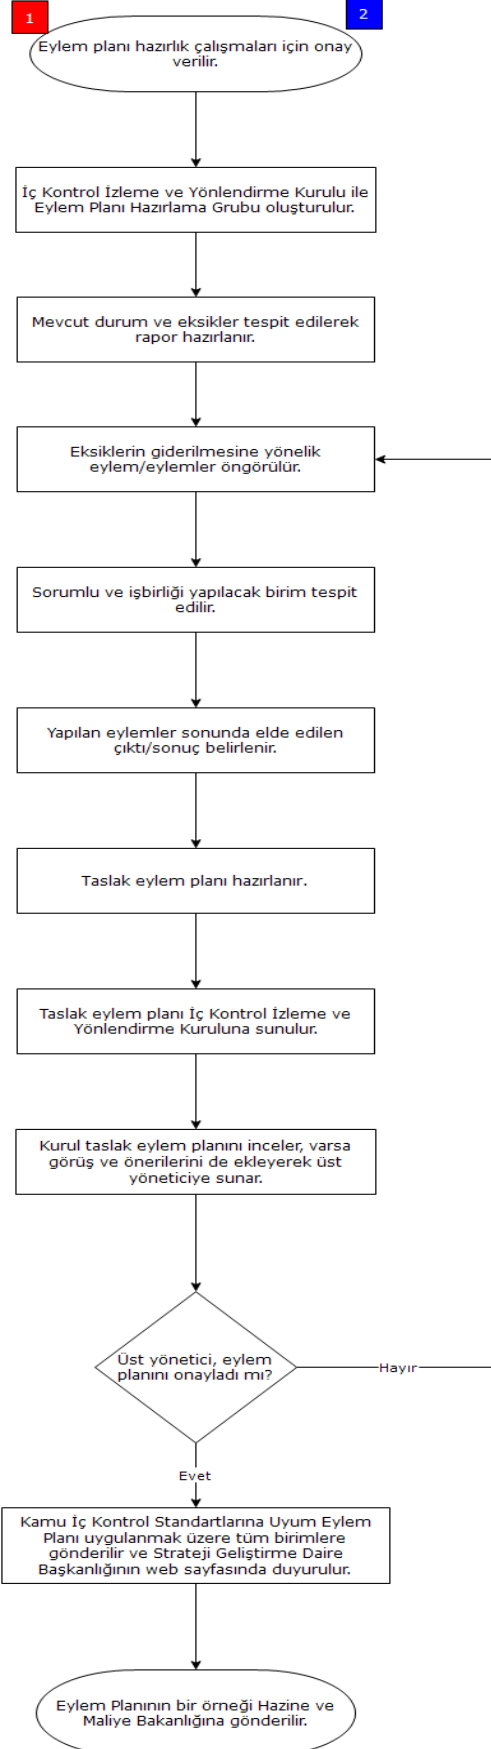 1
2
Eylem planı hazırlık çalışmaları için onay
verilir.
İç Kontrol İzleme ve Yönlendirme Kurulu ile
Eylem Planı Hazırlama Grubu oluşturulur.
Mevcut durum ve eksikler tespit edilerek
rapor hazırlanır.
Eksiklerin giderilmesine yönelik
eylem/eylemler öngörülür.
Sorumlu ve işbirliği yapılacak birim tespit
edilir.
Yapılan eylemler sonunda elde edilen
çıktı/sonuç belirlenir.
Taslak eylem planı hazırlanır.
Taslak eylem planı İç Kontrol İzleme ve
Yönlendirme Kuruluna sunulur.
Kurul taslak eylem planını inceler, varsa
görüş ve önerilerini de ekleyerek üst
yöneticiye sunar.
Üst yönetici, eylem
planını onayladı mı?
Hayır
Evet
Kamu İç Kontrol Standartlarına Uyum Eylem
Planı uygulanmak üzere tüm birimlere
gönderilir ve Strateji Geliştirme Daire
Başkanlığının web sayfasında duyurulur.
Eylem Planının bir örneği Hazine ve
Maliye Bakanlığına gönderilir.